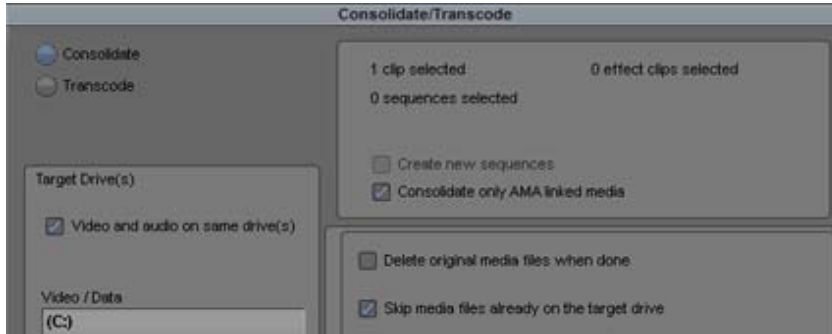 Consolidate/Transcode
Consolidate
Transcode
1 clip selected
0 effect clips selected
0 sequences selected
Create new sequences
Consolidate only AMA linked media
Target Drive(s)
Video and audio on same drive(s)
Video / Data
(C:)
Delete original media files when done
Skip media files already on the target drive